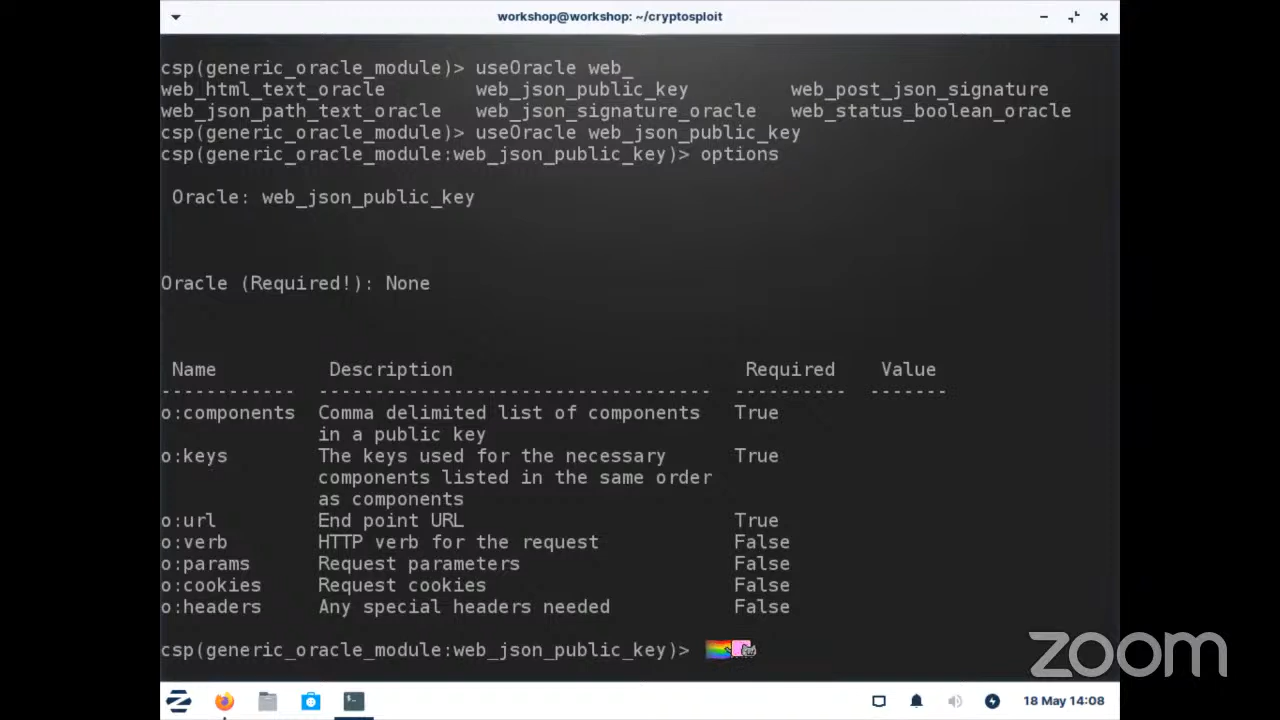 workshop@workshop: ~/cryptosploit
csp(generic_oracle_module)> useOracle web_
web_html_text_oracle web_json_public_key web_post_json_signature
web_json_path_text_oracle web_json_signature_oracle web_status_boolean_oracle
csp(generic_oracle_module)> useOracle web_json_public_key
csp(generic_oracle_module:web_json_public_key)> options
Oracle: web_json_public_key
Oracle (Required!): None
Name Description Required Value
------------ ----------------------------------- ---------- -------
o:components Comma delimited list of components True
in a public key
o:keys The keys used for the necessary True
components listed in the same order
as components
o:url End point URL True
o:verb HTTP verb for the request False
o:params Request parameters False
o:cookies Request cookies False
o:headers Any special headers needed False
csp(generic_oracle_module:web_json_public_key)>
zoom
18 May 14:08